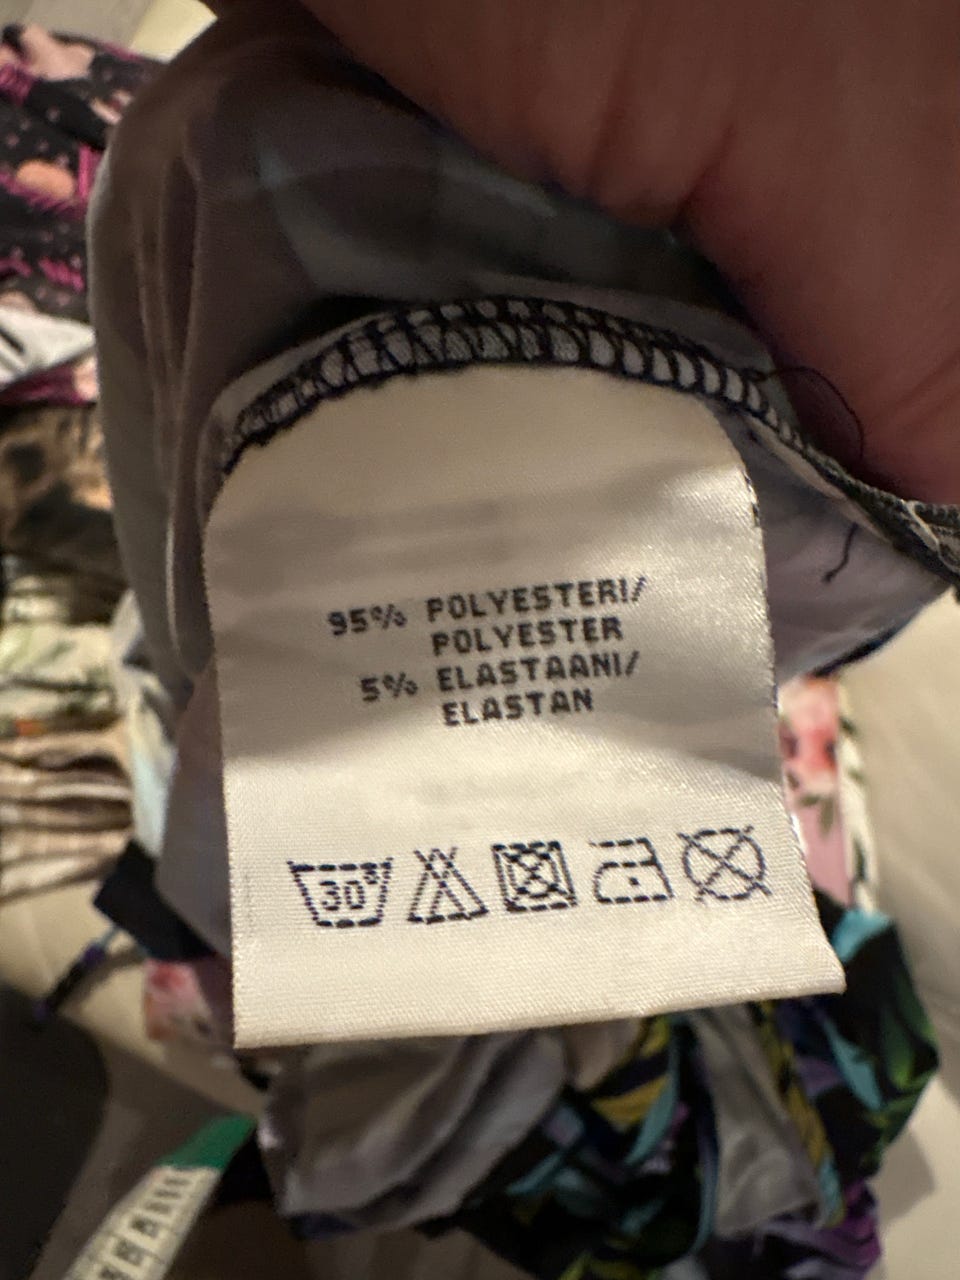 95% POLYESTERI/
POLYESTER
5% ELASTAANI/
ELASTAN
30°